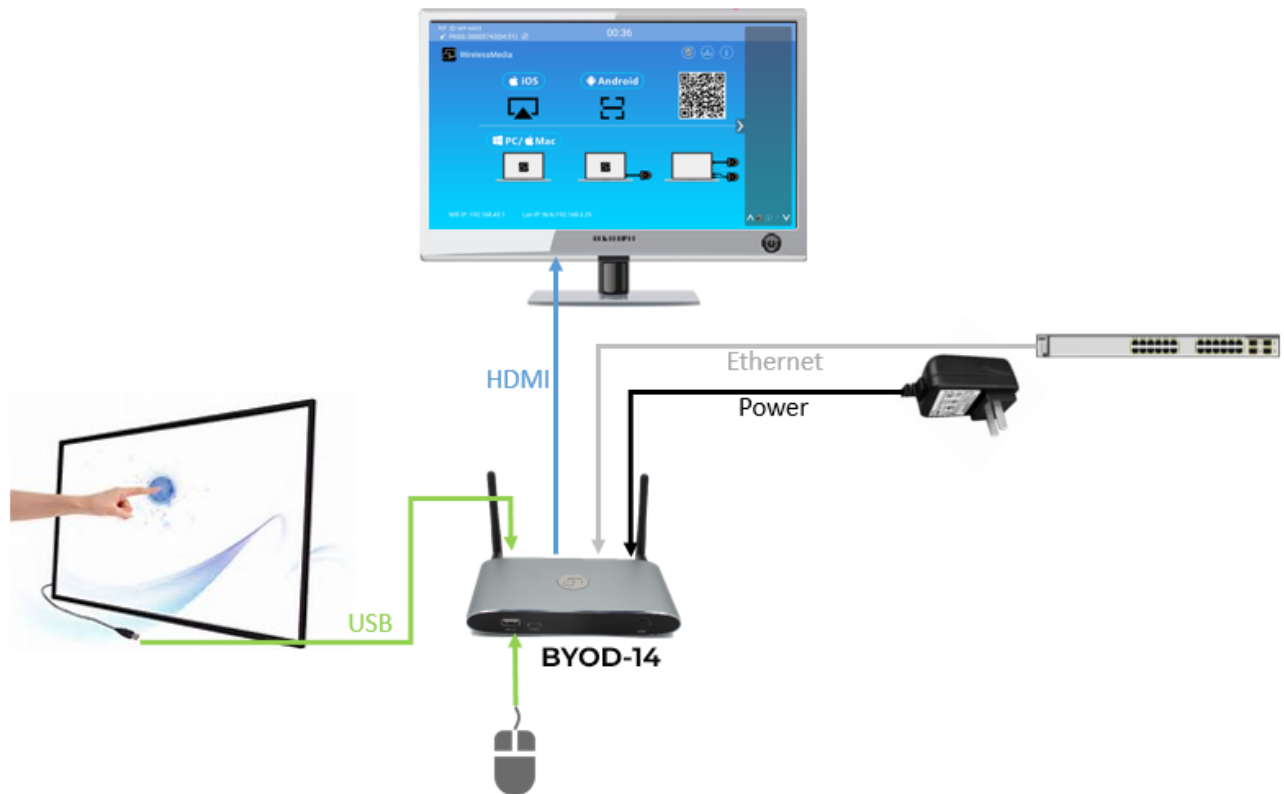 00:36
WirelessMedia
iOS
Android
PC/ Mac
HDMI
Ethernet
Power
USB
BYOD-14